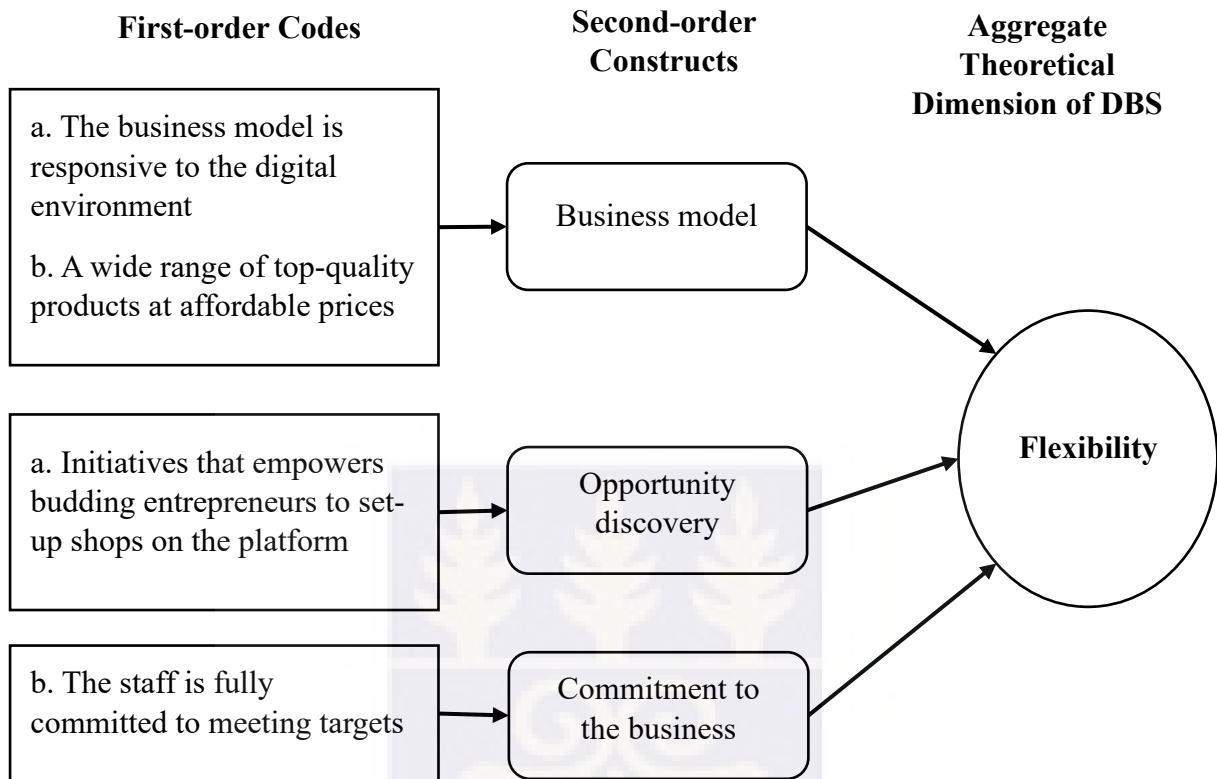 First-order Codes
Second-order
Constructs
Aggregate
Theoretical
Dimension of DBS
a. The business model is
responsive to the digital
environment
b. A wide range of top-quality
products at affordable prices
Business model
a. Initiatives that empowers
budding entrepreneurs to set-
up shops on the platform
Opportunity
discovery
Flexibility
b. The staff is fully
committed to meeting targets
Commitment to
the business